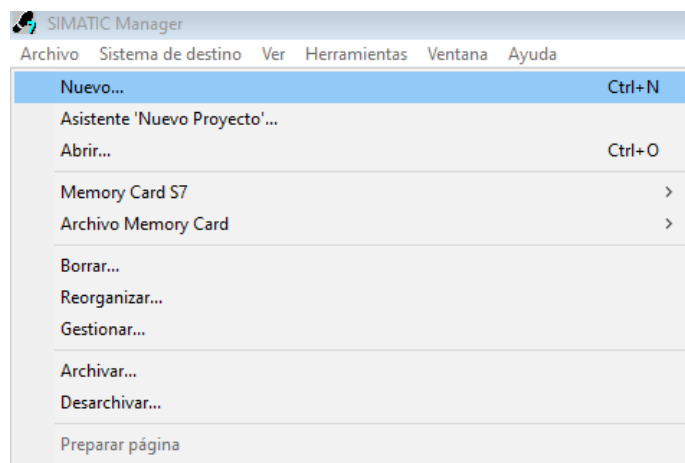 SIMATIC Manager
Archivo Sistema de destino Ver Herramientas Ventana Ayuda
Nuevo... Ctrl+N
Asistente 'Nuevo Proyecto'...
Abrir... Ctrl+O
Memory Card S7
Archivo Memory Card
Borrar...
Reorganizar...
Gestionar...
Archivar...
Desarchivar...
Preparar página